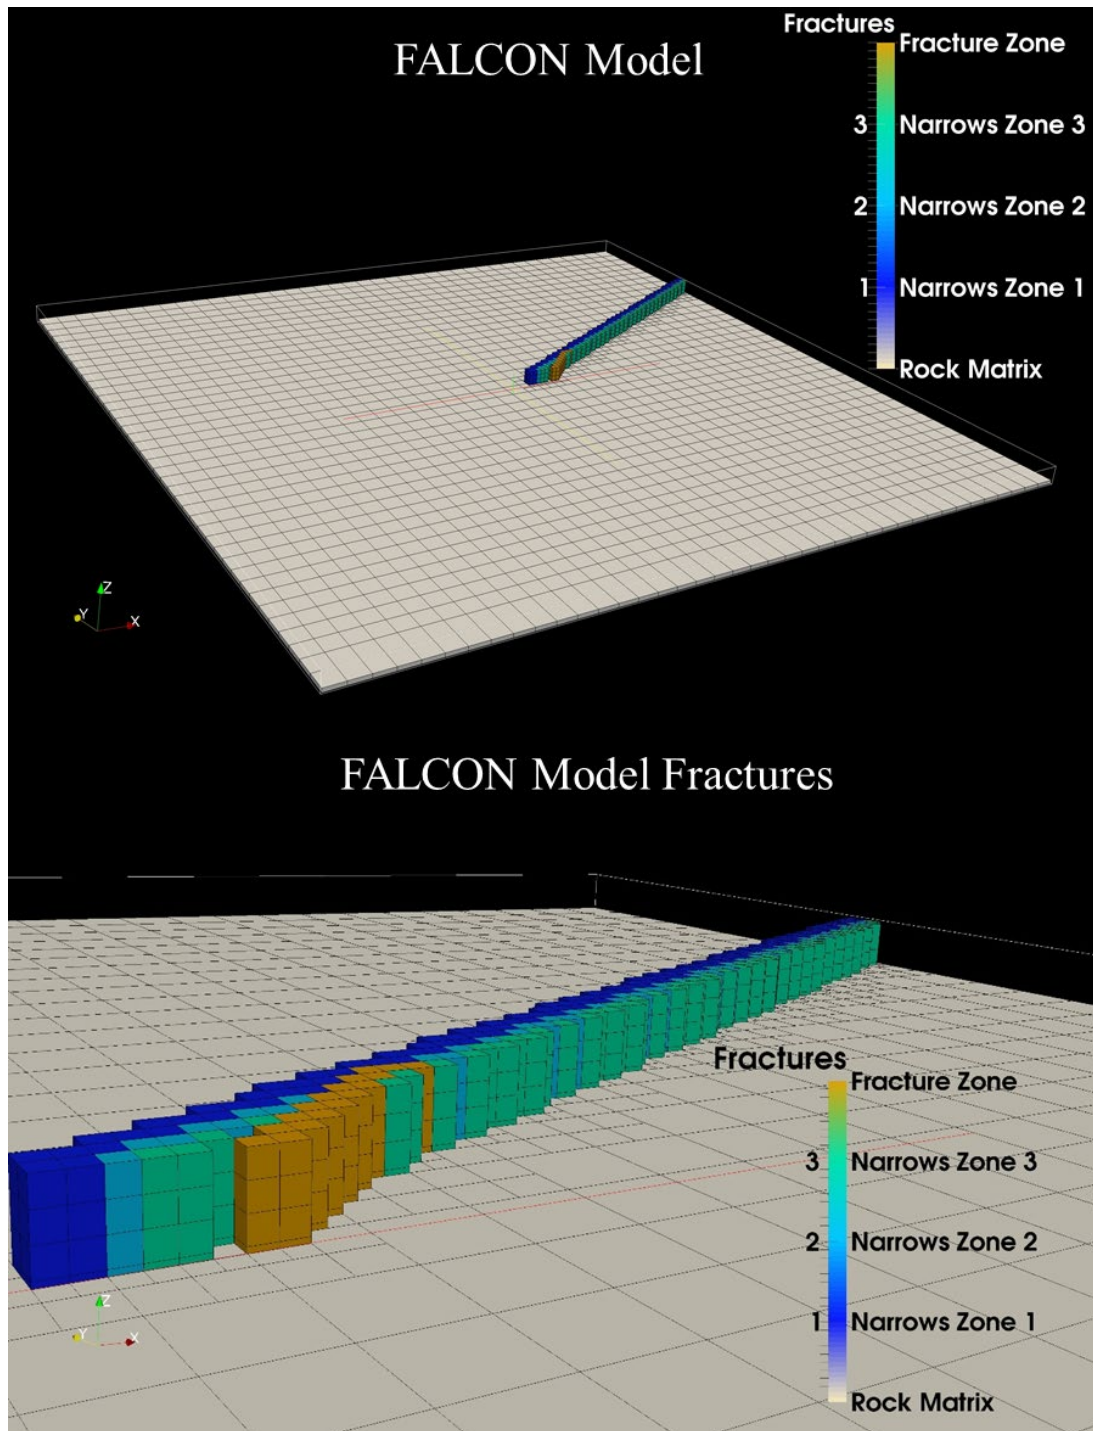 FALCON Model
Fractures
Fracture Zone
3 Narrows Zone 3
2 Narrows Zone 2
1 Narrows Zone 1
Rock Matrix
Z
Y
X
FALCON Model Fractures
Fractures
Fracture Zone
3 Narrows Zone 3
2 Narrows Zone 2
1 Narrows Zone 1
Rock Matrix
Z
Y
X